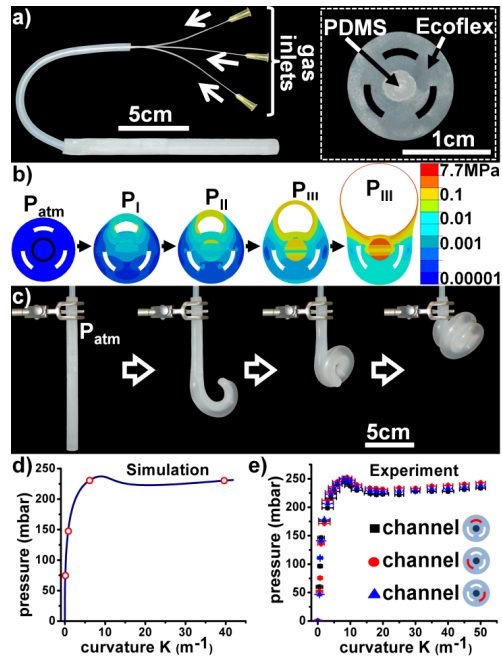 a)
gas
inlets
5cm
PDMS
Ecoflex
1cm
b)
Patm
PI
PII
PIII
PIII
7.7MPa
0.1
0.01
0.001
0.00001
c)
Patm
5cm
d)
Simulation
250
200
150
100
50
0
pressure (mbar)
0 10 20 30 40
curvature K (m-1)
e)
Experiment
250
200
150
100
50
0
pressure (mbar)
channel
channel
channel
0 10 20 30 40 50
curvature K (m-1)